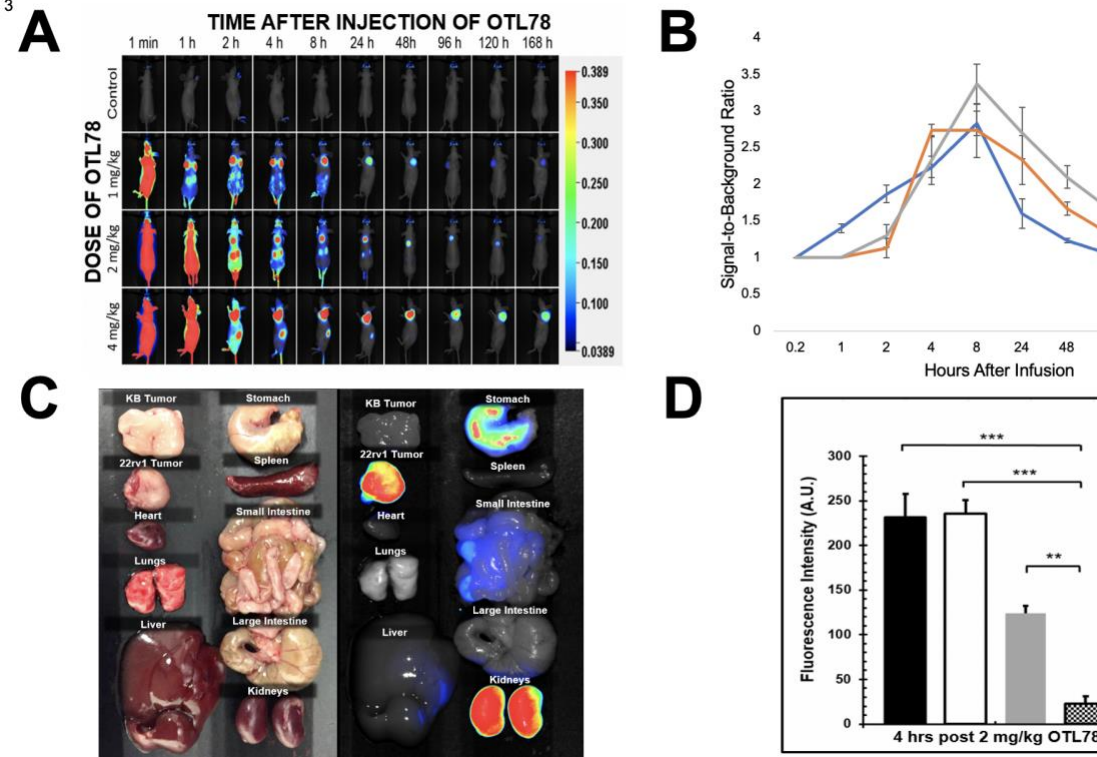 3
A
TIME AFTER INJECTION OF OTL78
1 min 1 h 2 h 4 h 8 h 24 h 48h 96 h 120 h 168 h
DOSE OF OTL78
Control
1 mg/kg
2 mg/kg
4 mg/kg
0.389
0.350
0.300
0.250
0.200
0.150
0.100
0.0389
B
Signal-to-Background Ratio
4
3.5
3
2.5
2
1.5
1
0.5
0
0.2 1 2 4 8 24 48
Hours After Infusion
C
KB Tumor
Stomach
22rv1 Tumor
Spleen
Heart
Small Intestine
Lungs
Liver
Large Intestine
Kidneys
KB Tumor
Stomach
22rv1 Tumor
Spleen
Heart
Small Intestine
Lungs
Large Intestine
Liver
Kidneys
D
Fluorescence Intensity (A.U.)
300
250
200
150
100
50
0
***
***
**
4 hrs post 2 mg/kg OTL78